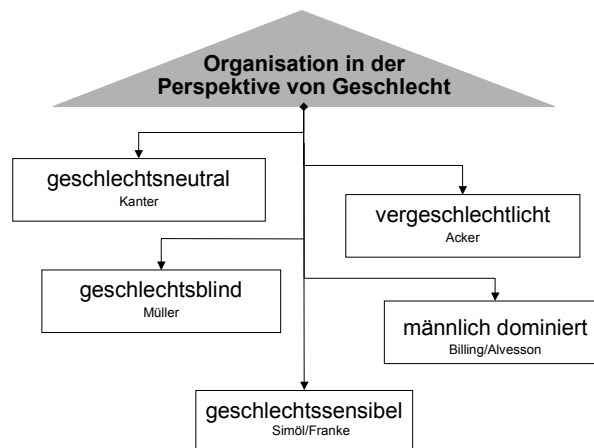 Organisation in der
Perspektive von Geschlecht
geschlechtsneutral
Kanter
vergeschlechtlicht
Acker
geschlechtsblind
Müller
männlich dominiert
Billing/Alvesson
geschlechtssensibel
Simöl/Franke